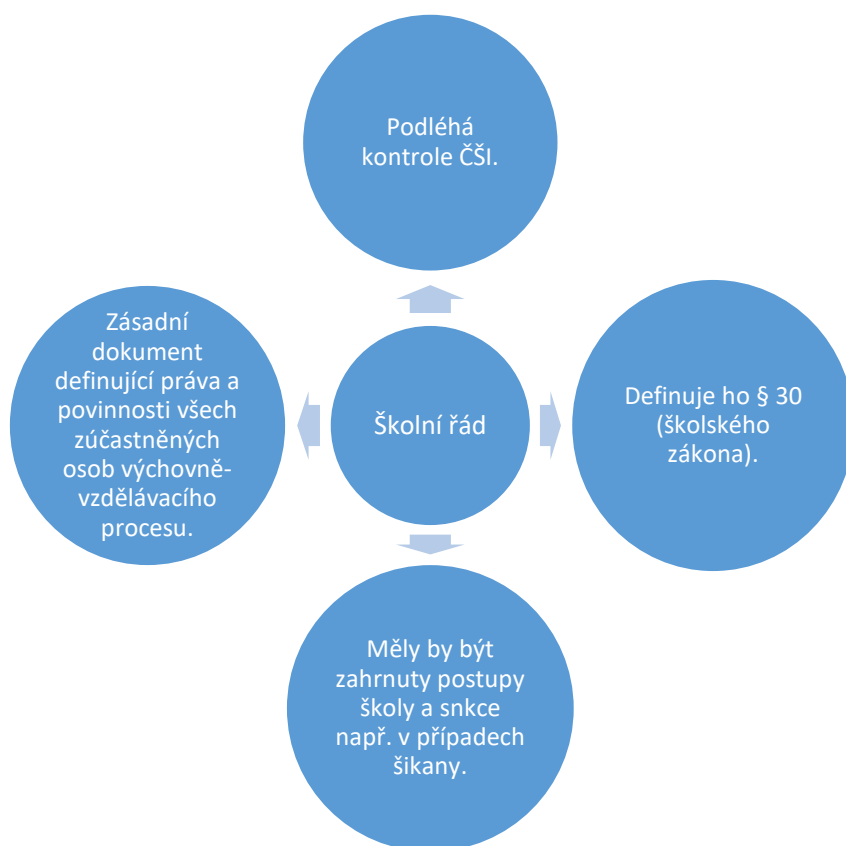 Podléhá
kontrole ČŠI.
Zásadní
dokument
definující práva a
povinnosti všech
zúčastněných
osob výchovně-
vzdělávacího
procesu.
Školní řád
Definuje ho § 30
(školského
zákona).
Měly by být
zahrnuty postupy
školy a snkce
např. v případech
šikany.